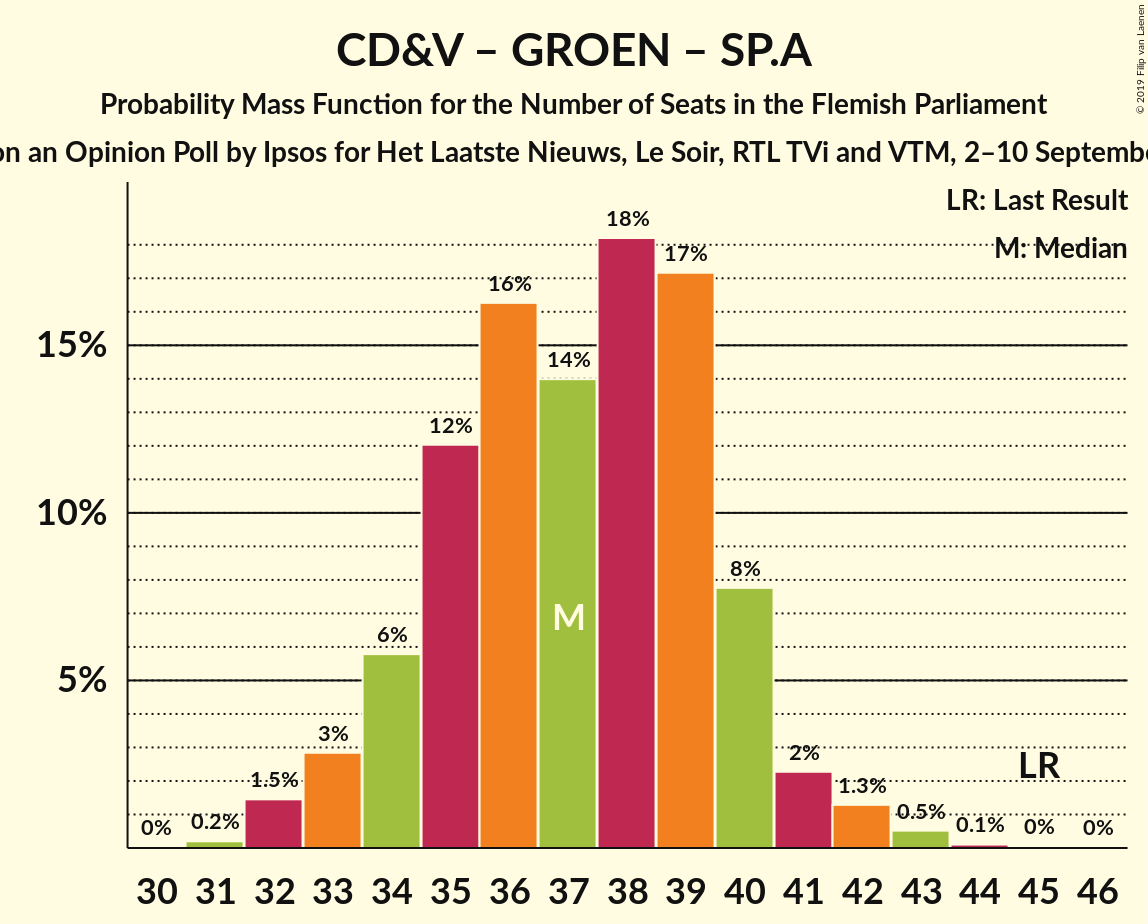 CD&V – GROEN – SP.A
Probability Mass Function for the Number of Seats in the Flemish Parliament
on an Opinion Poll by Ipsos for Het Laatste Nieuws, Le Soir, RTL TVi and VTM, 2–10 Septembe
© 2019 Filip van Laenen
LR: Last Result
M: Median
18%
17%
16%
15%
14%
12%
10%
8%
M
6%
5%
3%
2%
LR
1.5%
1.3%
0.5%
0% 0.2% 0.1% 0% 0%
30 31 32 33 34 35 36 37 38 39 40 41 42 43 44 45 46